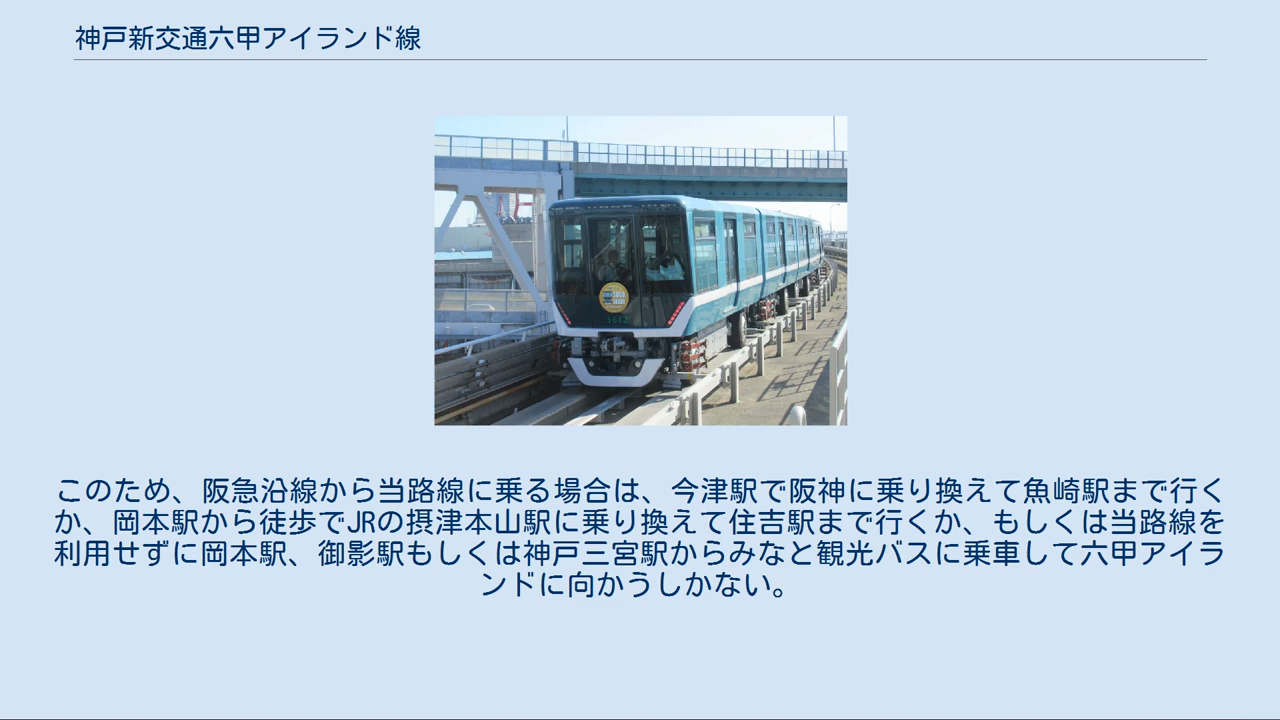 神戸新交通六甲アイランド線
3612
このため、阪急沿線から当路線に乗る場合は、今津駅で阪神に乗り換えて魚崎駅まで行く
か、岡本駅から徒歩でJRの摂津本山駅に乗り換えて住吉駅まで行くか、もしくは当路線を
利用せずに岡本駅、御影駅もしくは神戸三宮駅からみなと観光バスに乗車して六甲アイラ
ンドに向かうしかない。